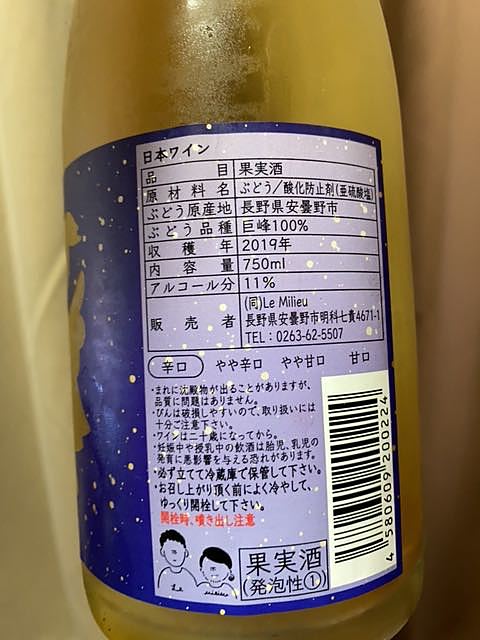 日本ワイン
品目 果実酒
原材料名 ぶどう／酸化防止剤(亜硫酸塩)
ぶどう原産地 長野県安曇野市
ぶどう品種 巨峰100%
収穫年 2019年
内容量 750ml
アルコール分 11%
販売者 (同)Le Milieu
長野県安曇野市明科七貴4671-1
TEL：0263-62-5507
辛口 やや辛口 やや甘口 甘口
・まれに沈殿物が出ることがありますが、
品質に問題はありません。
・びんは破損しやすいので、取り扱いには
十分ご注意下さい。
・ワインは二十歳になってから。
・妊娠中や授乳中の飲酒は胎児、乳児の
発育に悪影響を与える恐れがあります。
・必ず立てて冷蔵庫で保管して下さい。
・お召し上がり頂く前によく冷やして、
ゆっくり開栓して下さい。
開栓時、噴き出し注意
果実酒
(発泡性①)
4580609200224